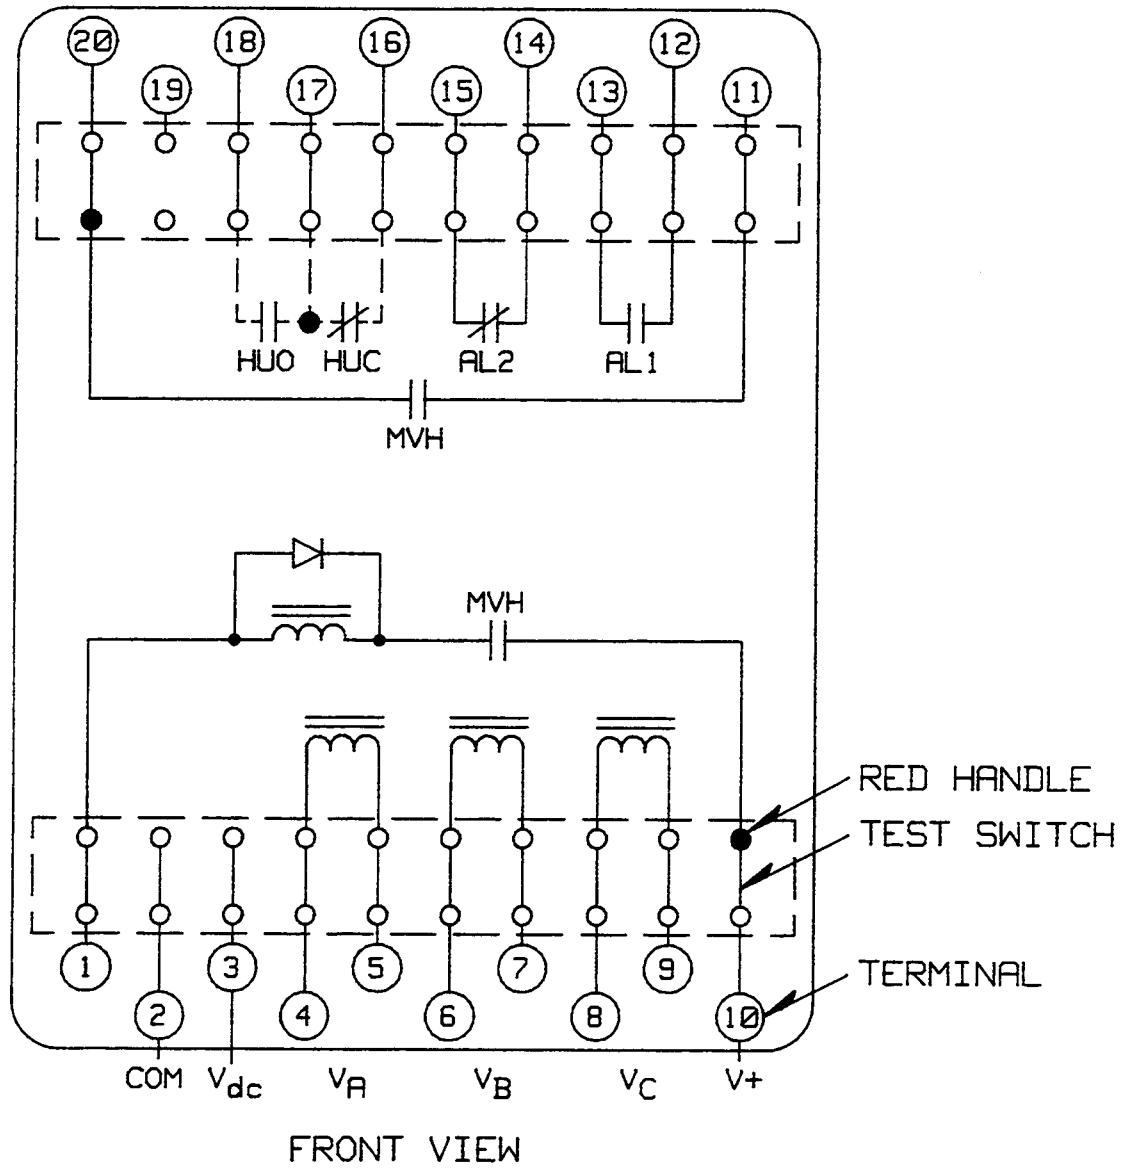 20 18 16 14 12
19 17 15 13 11
HUO HUC AL2 AL1
MVH
MVH
RED HANDLE
TEST SWITCH
1 3 5 7 9
TERMINAL
2 4 6 8 10
COM Vdc VA VB VC V+
FRONT VIEW